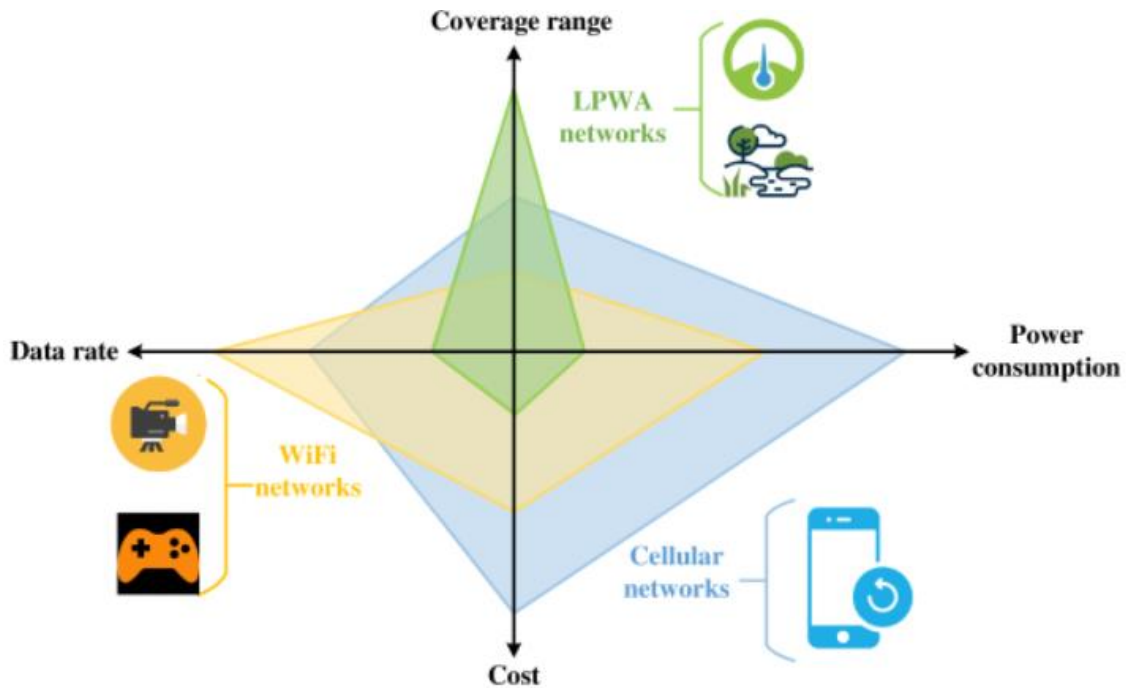 Coverage range
LPWA
networks
Data rate
Power
consumption
WiFi
networks
Cellular
networks
Cost